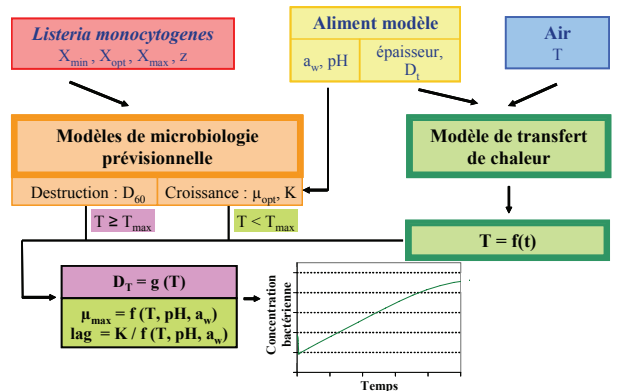 Listeria monocytogenes
Xmin , Xopt , Xmax , z
Aliment modèle
aw, pH
épaisseur,
Dt
Air
T
Modèles de microbiologie
prévisionnelle
Destruction : D60
Croissance : μopt, K
Modèle de transfert
de chaleur
T ≥ Tmax
T < Tmax
T = f(t)
DT = g (T)
μmax = f (T, pH, aw)
lag = K / f (T, pH, aw)
Concentration
bactérienne
Temps